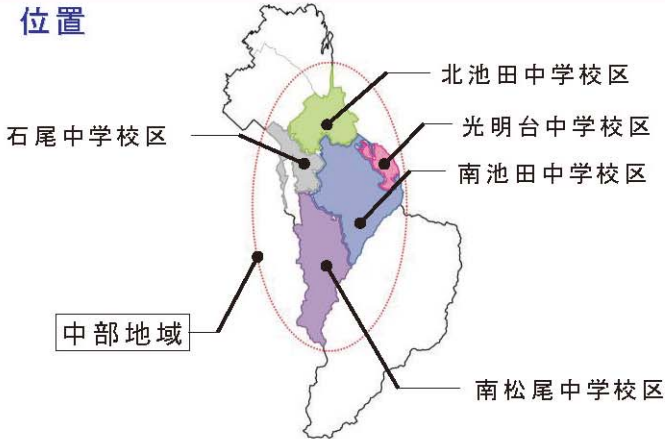 位置
北池田中学校区
石尾中学校区
光明台中学校区
南池田中学校区
中部地域
南松尾中学校区